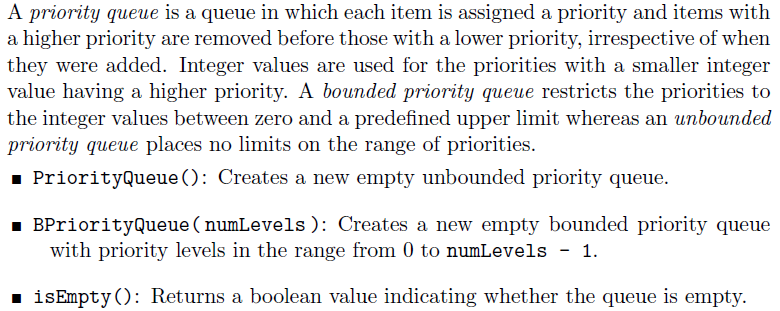 A priority queue is a queue in which each item is assigned a priority and items with
a higher priority are removed before those with a lower priority, irrespective of when
they were added. Integer values are used for the priorities with a smaller integer
value having a higher priority. A bounded priority queue restricts the priorities to
the integer values between zero and a predefined upper limit whereas an unbounded
priority queue places no limits on the range of priorities.
■ PriorityQueue(): Creates a new empty unbounded priority queue.
■ BPriorityQueue( numLevels ): Creates a new empty bounded priority queue
with priority levels in the range from 0 to numLevels - 1.
■ isEmpty(): Returns a boolean value indicating whether the queue is empty.